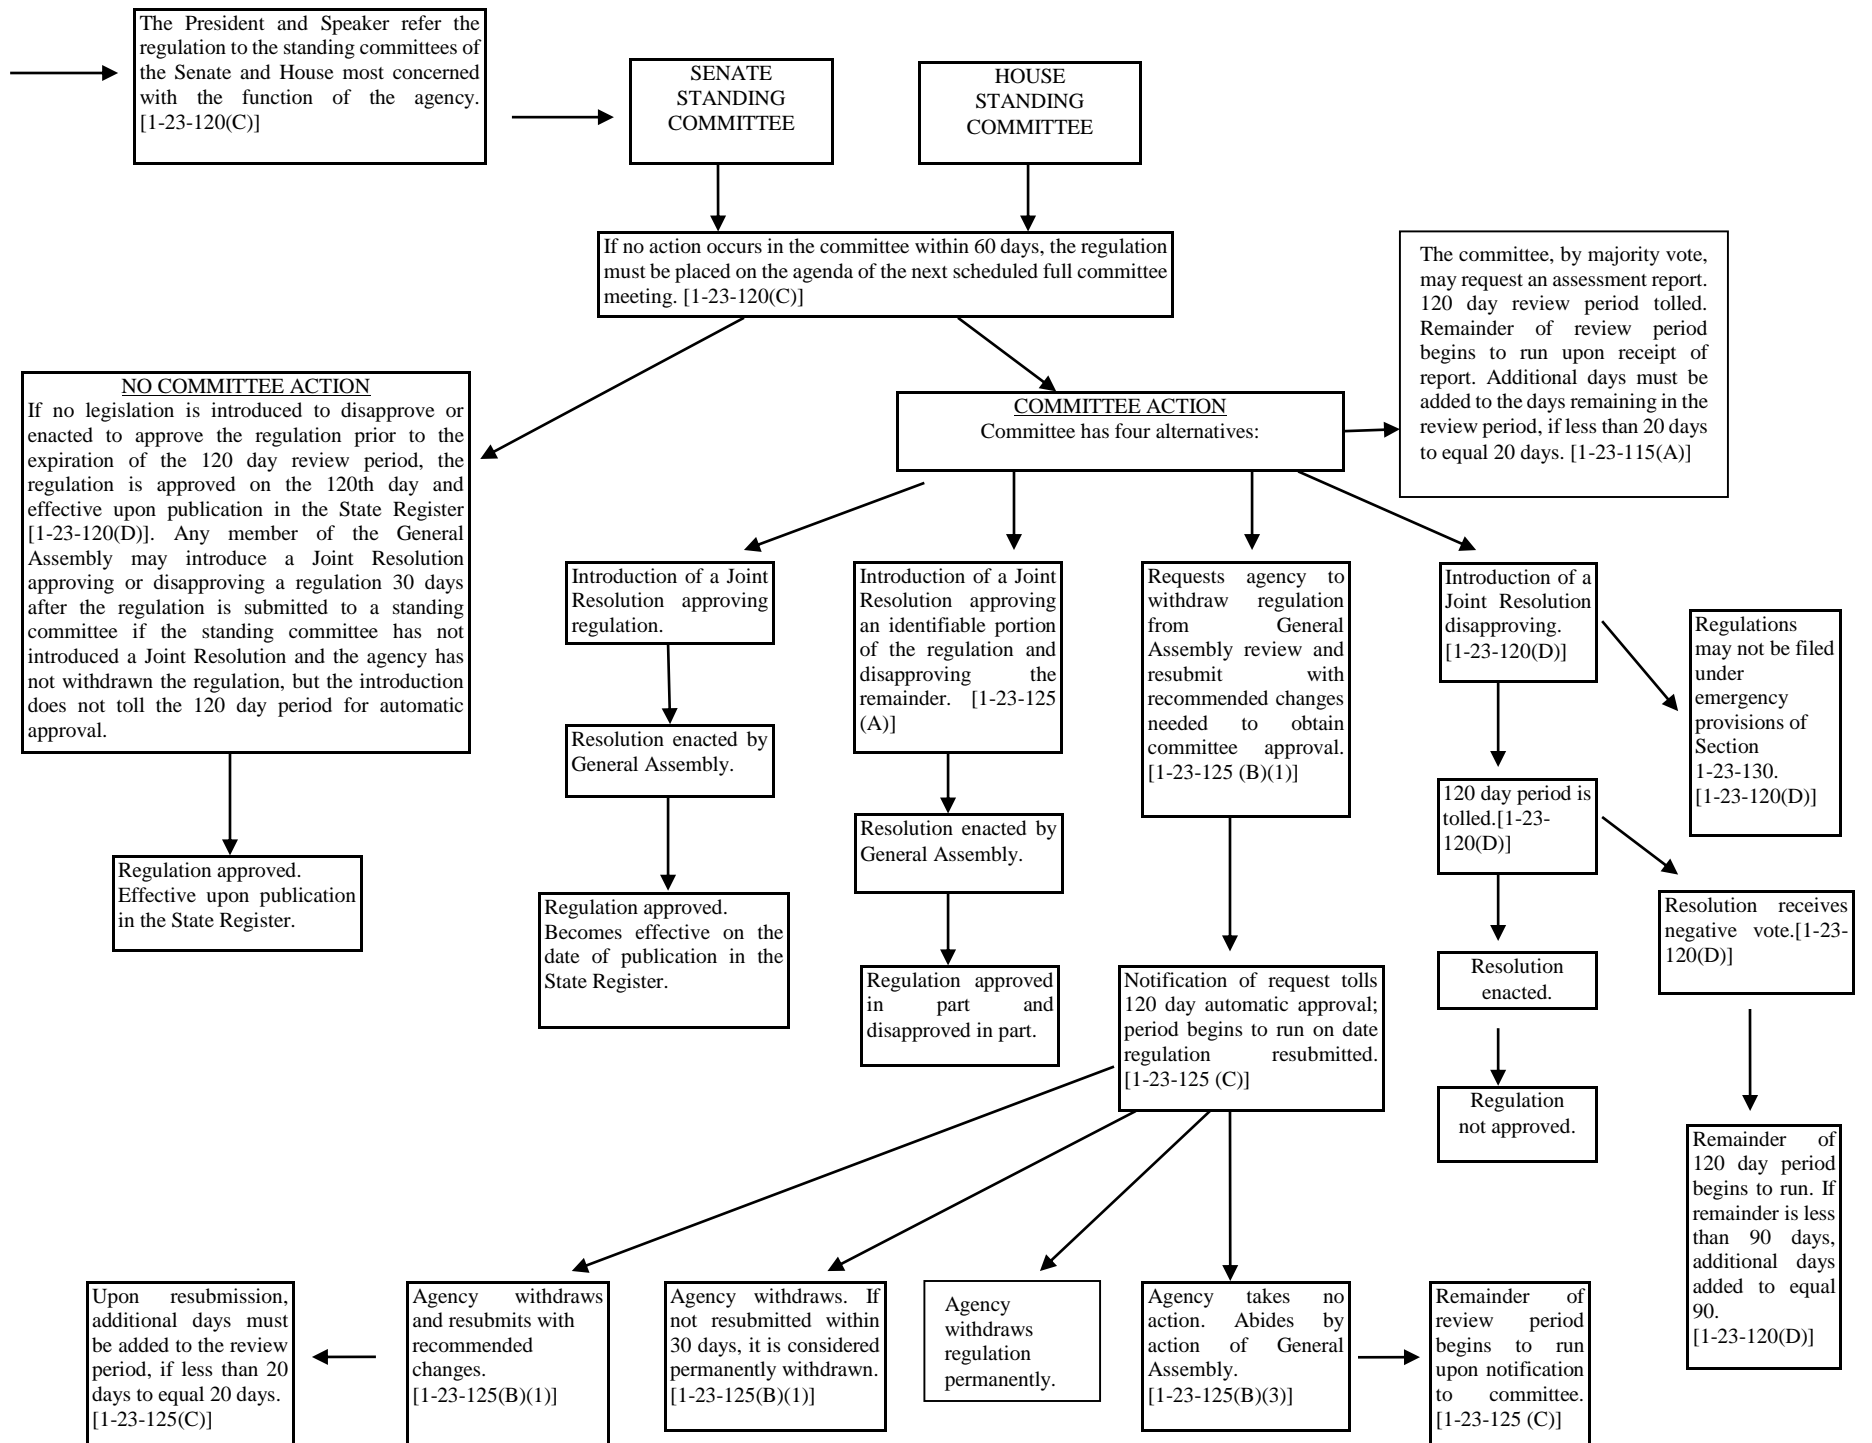 The President and Speaker refer the
regulation to the standing committees of
the Senate and House most concerned
with the function of the agency.
[1-23-120(C)]
SENATE
STANDING
COMMITTEE
HOUSE
STANDING
COMMITTEE
If no action occurs in the committee within 60 days, the regulation
must be placed on the agenda of the next scheduled full committee
meeting. [1-23-120(C)]
The committee, by majority vote,
may request an assessment report.
120 day review period tolled.
Remainder of review period
begins to run upon receipt of
report. Additional days must be
added to the days remaining in the
review period, if less than 20 days
to equal 20 days. [1-23-115(A)]
NO COMMITTEE ACTION
If no legislation is introduced to disapprove or
enacted to approve the regulation prior to the
expiration of the 120 day review period, the
regulation is approved on the 120th day and
effective upon publication in the State Register
[1-23-120(D)]. Any member of the General
Assembly may introduce a Joint Resolution
approving or disapproving a regulation 30 days
after the regulation is submitted to a standing
committee if the standing committee has not
introduced a Joint Resolution and the agency has
not withdrawn the regulation, but the introduction
does not toll the 120 day period for automatic
approval.
COMMITTEE ACTION
Committee has four alternatives:
Introduction of a Joint
Resolution approving
regulation.
Introduction of a Joint
Resolution approving
an identifiable portion
of the regulation and
disapproving the
remainder. [1-23-125
(A)]
Requests agency to
withdraw regulation
from General
Assembly review and
resubmit with
recommended changes
needed to obtain
committee approval.
[1-23-125 (B)(1)]
Introduction of a
Joint Resolution
disapproving.
[1-23-120(D)]
Regulations
may not be filed
under
emergency
provisions of
Section
1-23-130.
[1-23-120(D)]
Resolution enacted by
General Assembly.
Resolution enacted by
General Assembly.
120 day period is
tolled.[1-23-
120(D)]
Regulation approved.
Effective upon publication
in the State Register.
Regulation approved.
Becomes effective on the
date of publication in the
State Register.
Regulation approved
in part and
disapproved in part.
Notification of request tolls
120 day automatic approval;
period begins to run on date
regulation resubmitted.
[1-23-125 (C)]
Resolution
enacted.
Resolution receives
negative vote.[1-23-
120(D)]
Regulation
not approved.
Remainder of
120 day period
begins to run. If
remainder is less
than 90 days,
additional days
added to equal
90.
[1-23-120(D)]
Upon resubmission,
additional days must
be added to the review
period, if less than 20
days to equal 20 days.
[1-23-125(C)]
Agency withdraws
and resubmits with
recommended
changes.
[1-23-125(B)(1)]
Agency withdraws. If
not resubmitted within
30 days, it is considered
permanently withdrawn.
[1-23-125(B)(1)]
Agency
withdraws
regulation
permanently.
Agency takes no
action. Abides by
action of General
Assembly.
[1-23-125(B)(3)]
Remainder of
review period
begins to run
upon notification
to committee.
[1-23-125 (C)]